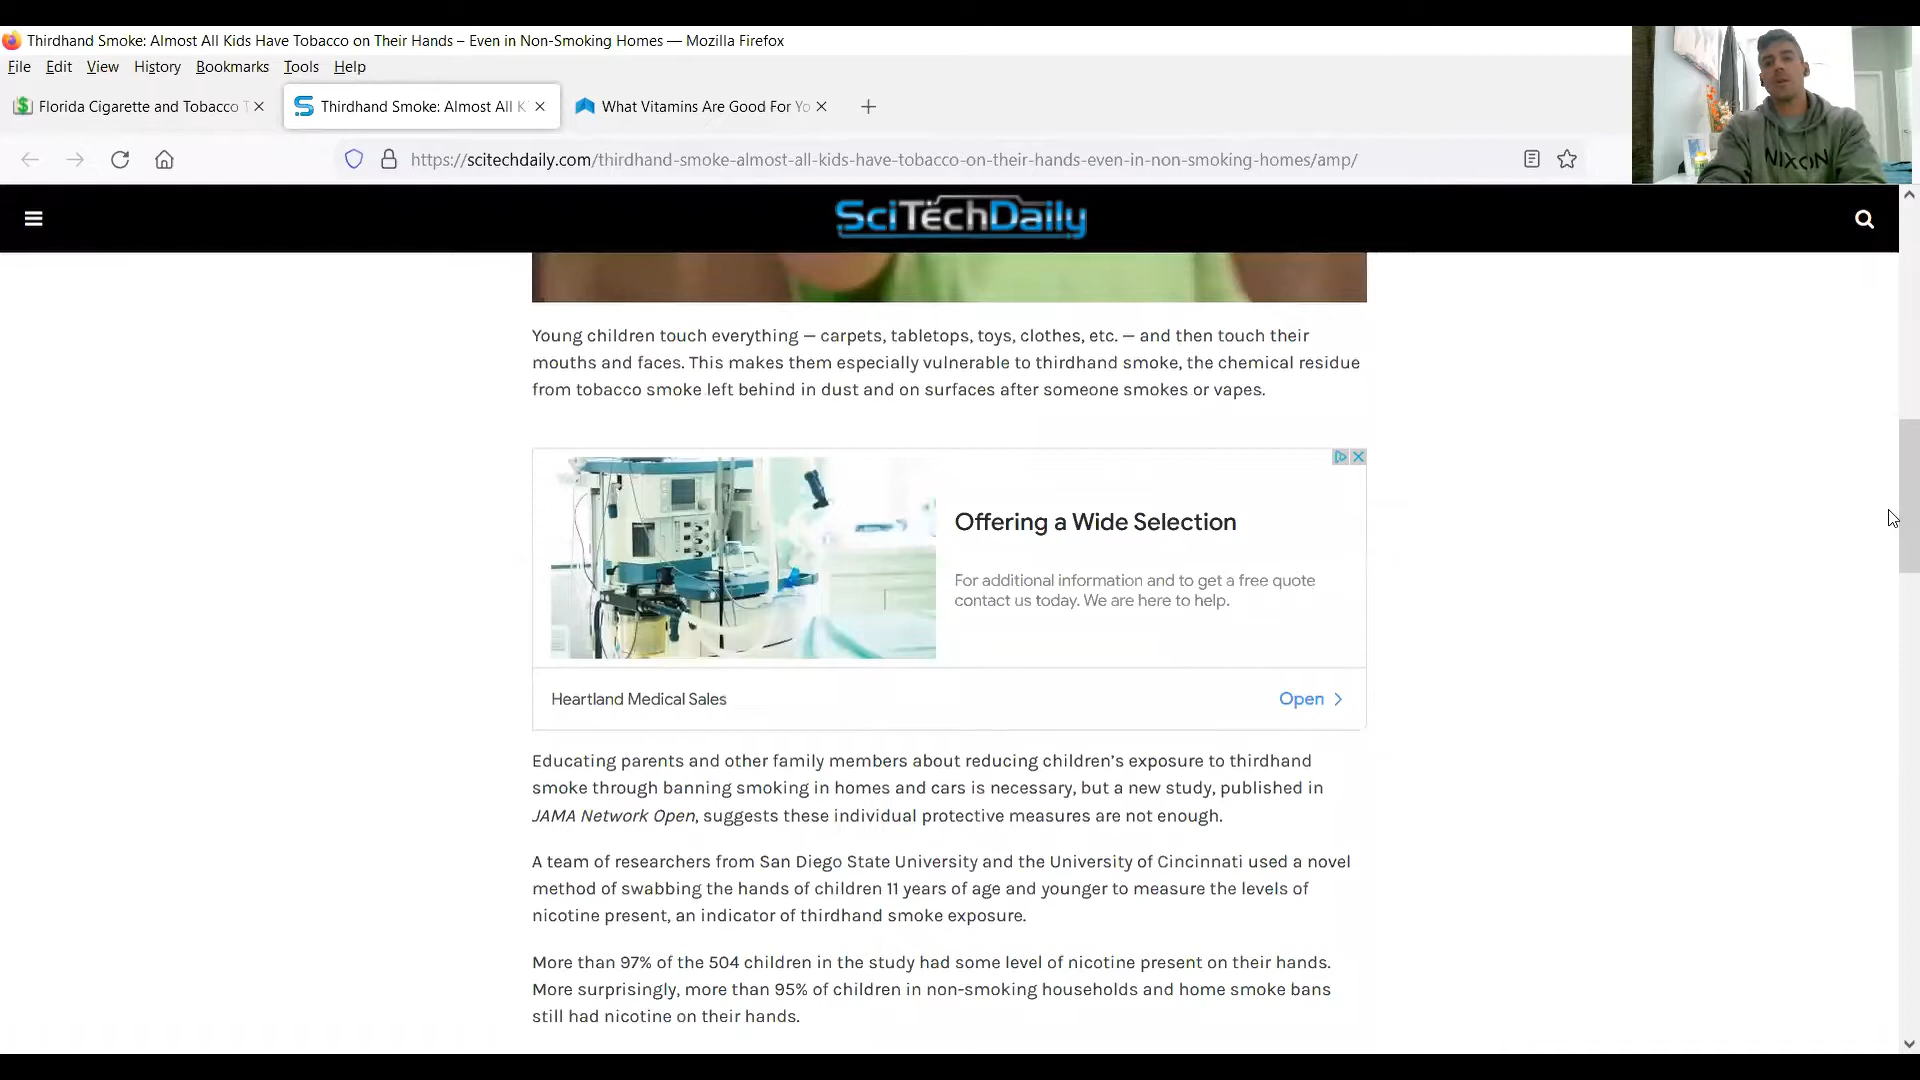 Thirdhand Smoke: Almost All Kids Have Tobacco on Their Hands – Even in Non-Smoking Homes — Mozilla Firefox
File Edit View History Bookmarks Tools Help
Florida Cigarette and Tobacco T
Thirdhand Smoke: Almost All K
What Vitamins Are Good For Yo
https://scitechdaily.com/thirdhand-smoke-almost-all-kids-have-tobacco-on-their-hands-even-in-non-smoking-homes/amp/
NIXON
SciTechDaily
Young children touch everything — carpets, tabletops, toys, clothes, etc. — and then touch their
mouths and faces. This makes them especially vulnerable to thirdhand smoke, the chemical residue
from tobacco smoke left behind in dust and on surfaces after someone smokes or vapes.
Offering a Wide Selection
For additional information and to get a free quote
contact us today. We are here to help.
Heartland Medical Sales
Open
Educating parents and other family members about reducing children’s exposure to thirdhand
smoke through banning smoking in homes and cars is necessary, but a new study, published in
JAMA Network Open, suggests these individual protective measures are not enough.
A team of researchers from San Diego State University and the University of Cincinnati used a novel
method of swabbing the hands of children 11 years of age and younger to measure the levels of
nicotine present, an indicator of thirdhand smoke exposure.
More than 97% of the 504 children in the study had some level of nicotine present on their hands.
More surprisingly, more than 95% of children in non-smoking households and home smoke bans
still had nicotine on their hands.